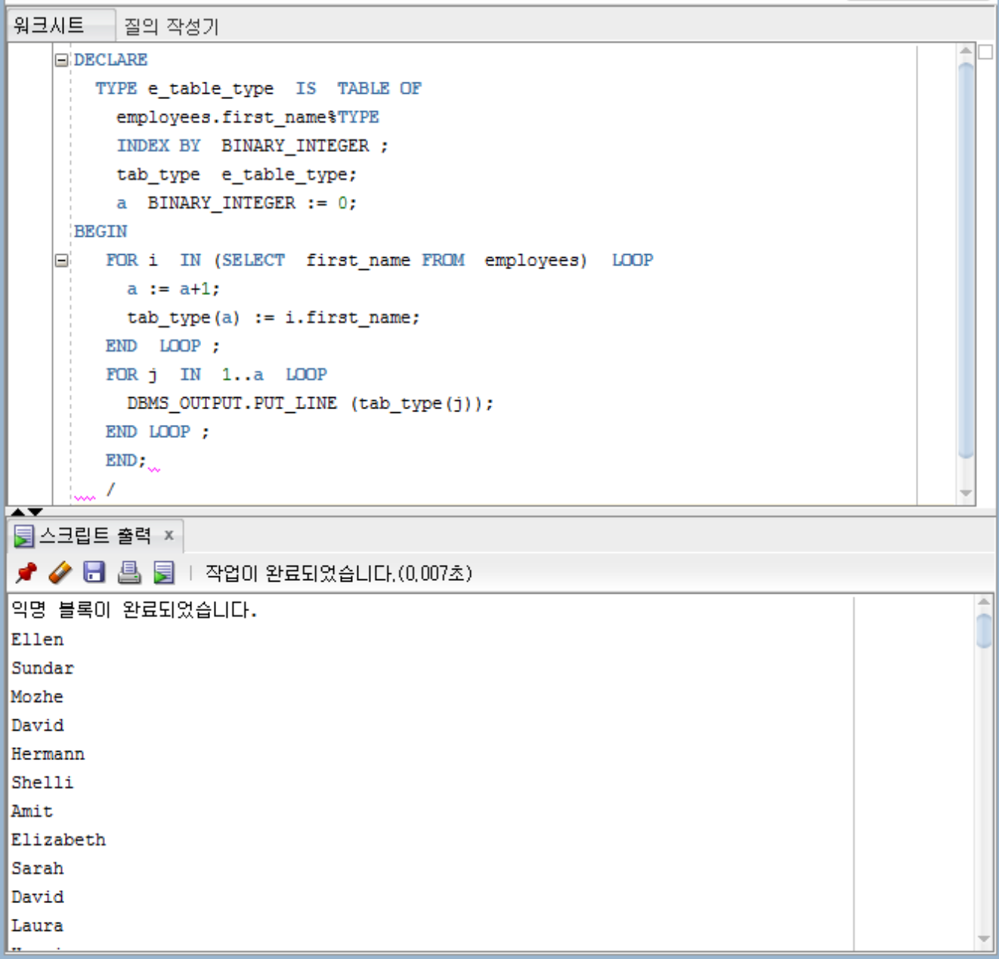 워크시트 질의 작성기
DECLARE
TYPE e_table_type IS TABLE OF
employees.first_name%TYPE
INDEX BY BINARY_INTEGER ;
tab_type e_table_type;
a BINARY_INTEGER := 0;
BEGIN
FOR i IN (SELECT first_name FROM employees) LOOP
a := a+1;
tab_type(a) := i.first_name;
END LOOP ;
FOR j IN 1..a LOOP
DBMS_OUTPUT.PUT_LINE (tab_type(j));
END LOOP ;
END;
/
스크립트 출력 x
작업이 완료되었습니다.(0,007초)
익명 블록이 완료되었습니다.
Ellen
Sundar
Mozhe
David
Hermann
Shelli
Amit
Elizabeth
Sarah
David
Laura